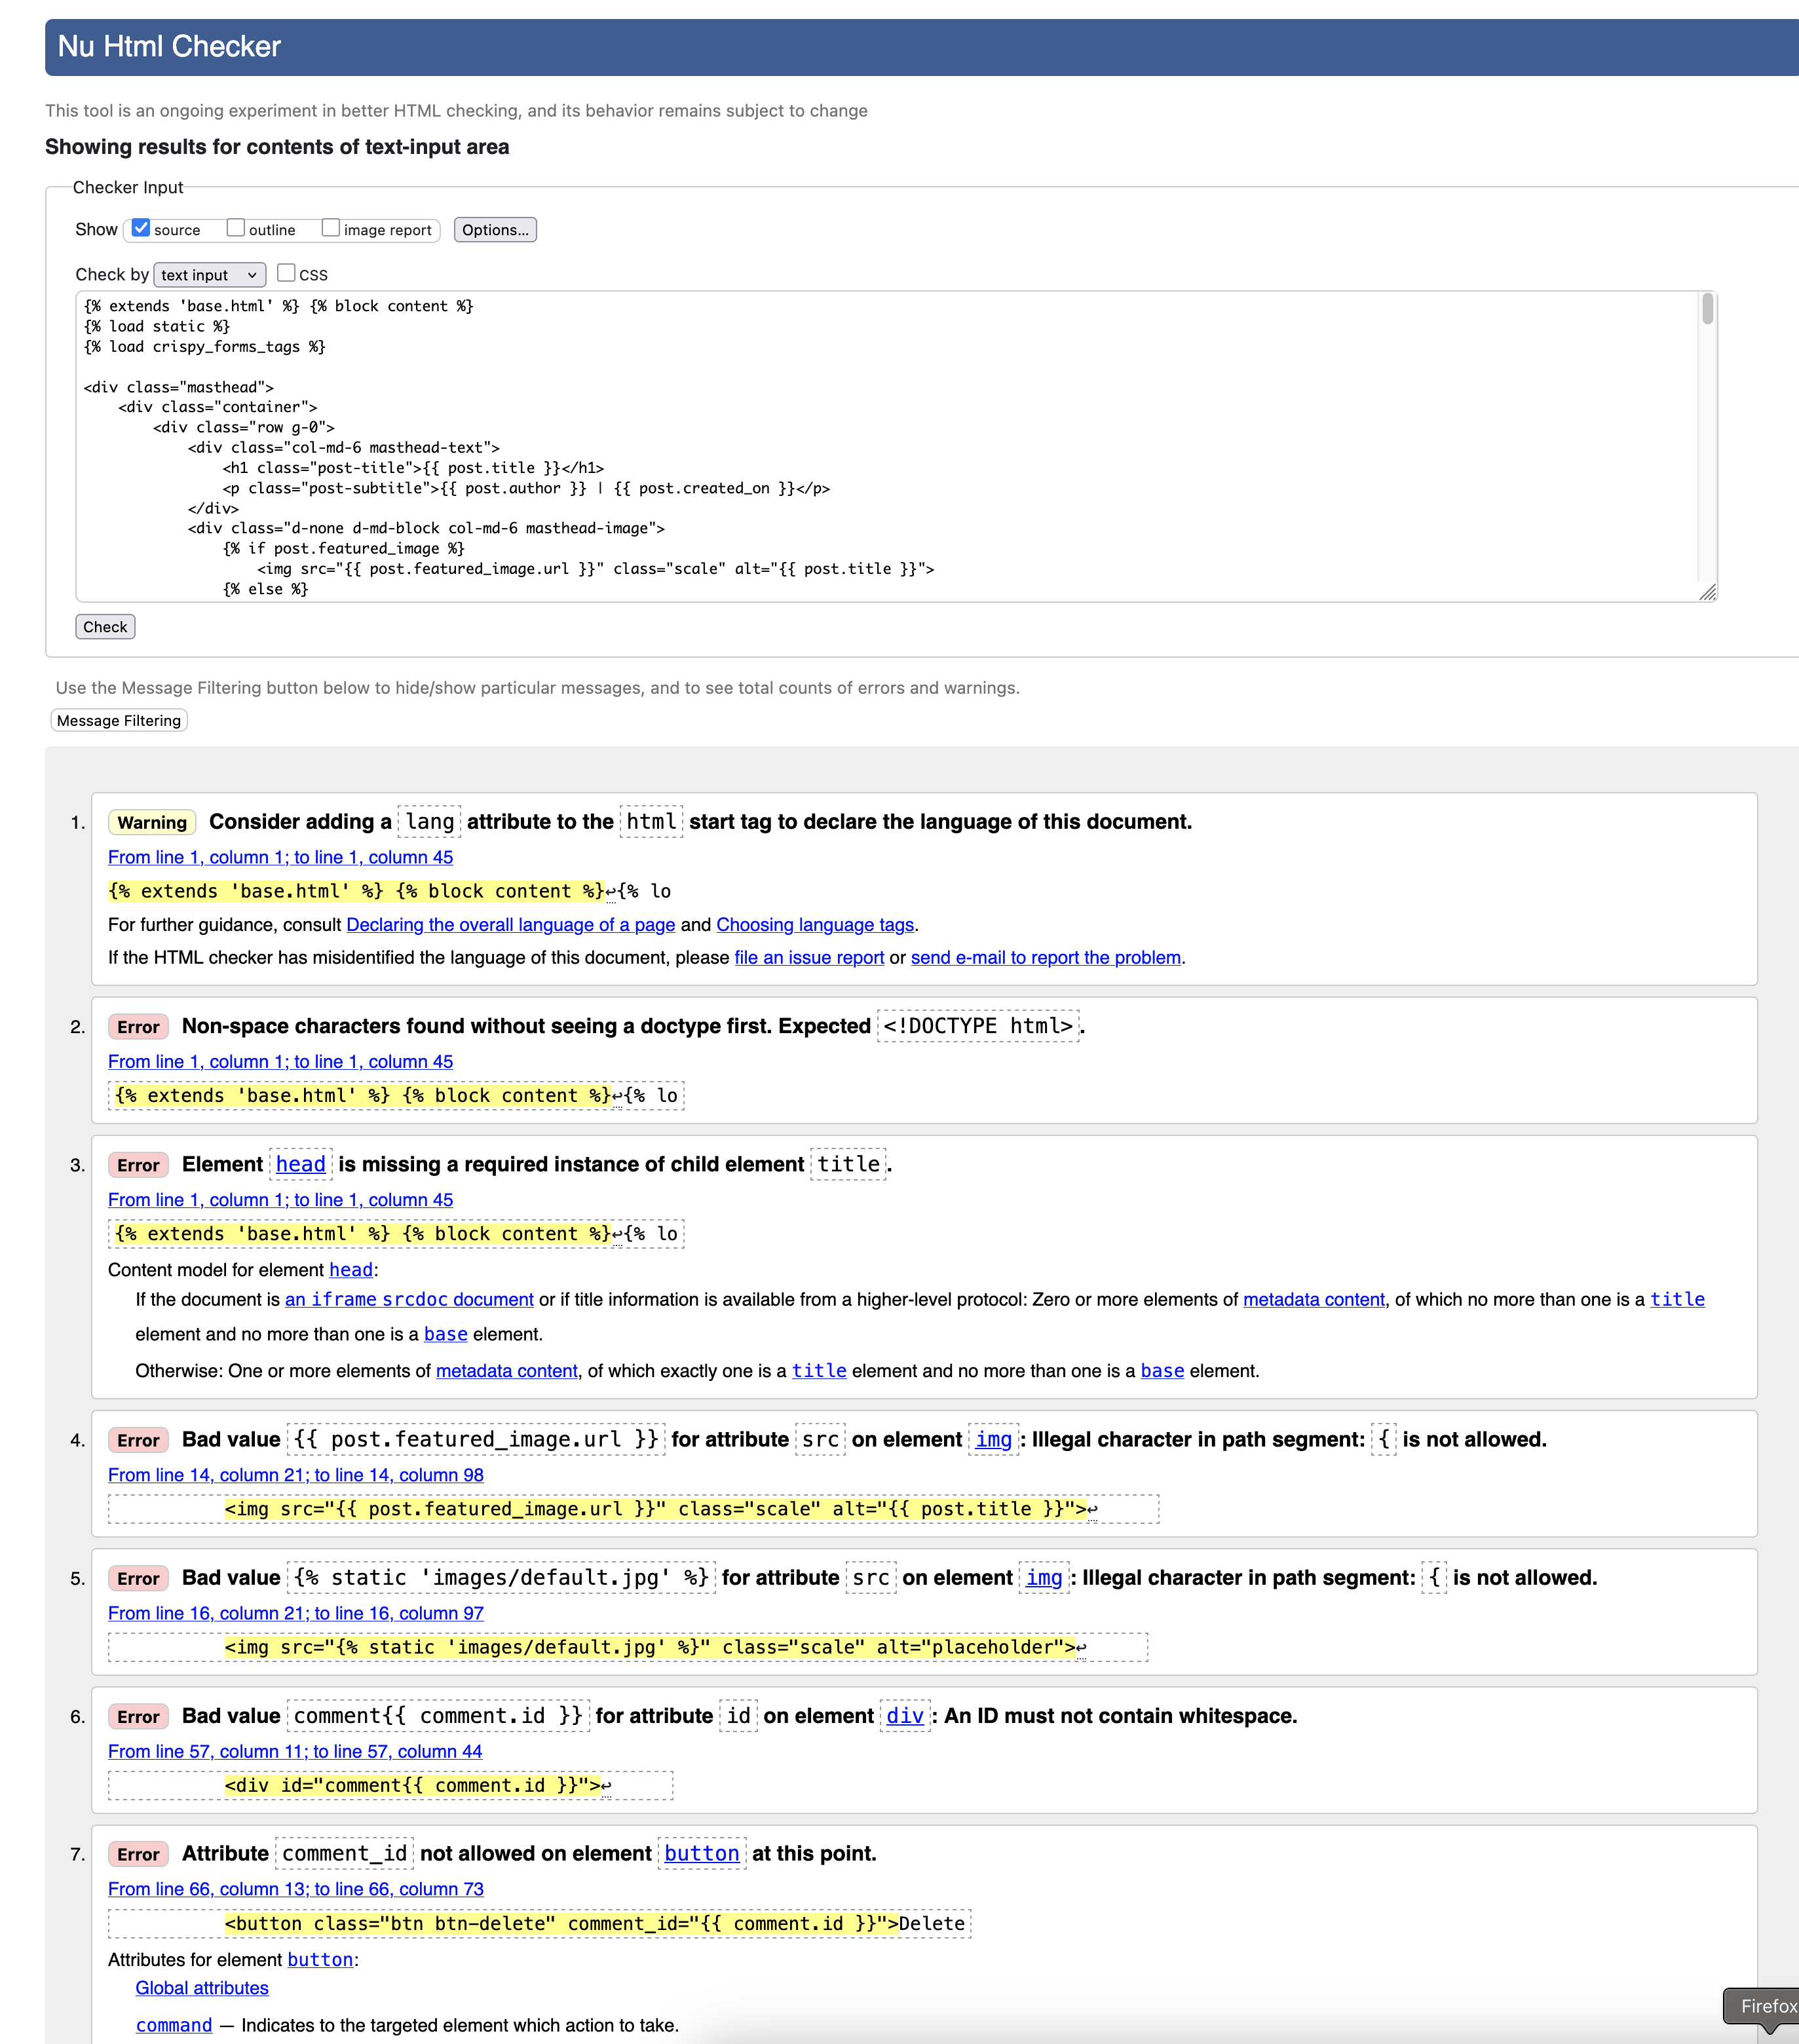 Nu Html Checker
This tool is an ongoing experiment in better HTML checking, and its behavior remains subject to change
Showing results for contents of text-input area
Checker Input
Show source outline image report Options...
Check by text input CSS
{% extends 'base.html' %} {% block content %}
{% load static %}
{% load crispy_forms_tags %}
<div class="masthead">
<div class="container">
<div class="row g-0">
<div class="col-md-6 masthead-text">
<h1 class="post-title">{{ post.title }}</h1>
<p class="post-subtitle">{{ post.author }} | {{ post.created_on }}</p>
</div>
<div class="d-none d-md-block col-md-6 masthead-image">
{% if post.featured_image %}
<img src="{{ post.featured_image.url }}" class="scale" alt="{{ post.title }}">
{% else %}
Check
Use the Message Filtering button below to hide/show particular messages, and to see total counts of errors and warnings.
Message Filtering
1. Warning Consider adding a lang attribute to the html start tag to declare the language of this document.
From line 1, column 1; to line 1, column 45
{% extends 'base.html' %} {% block content %}↩{% lo
For further guidance, consult Declaring the overall language of a page and Choosing language tags.
If the HTML checker has misidentified the language of this document, please file an issue report or send e-mail to report the problem.
2. Error Non-space characters found without seeing a doctype first. Expected <!DOCTYPE html>.
From line 1, column 1; to line 1, column 45
{% extends 'base.html' %} {% block content %}↩{% lo
3. Error Element head is missing a required instance of child element title.
From line 1, column 1; to line 1, column 45
{% extends 'base.html' %} {% block content %}↩{% lo
Content model for element head:
If the document is an iframe srcdoc document or if title information is available from a higher-level protocol: Zero or more elements of metadata content, of which no more than one is a title
element and no more than one is a base element.
Otherwise: One or more elements of metadata content, of which exactly one is a title element and no more than one is a base element.
4. Error Bad value {{ post.featured_image.url }} for attribute src on element img: Illegal character in path segment: { is not allowed.
From line 14, column 21; to line 14, column 98
<img src="{{ post.featured_image.url }}" class="scale" alt="{{ post.title }}">↩
5. Error Bad value {% static 'images/default.jpg' %} for attribute src on element img: Illegal character in path segment: { is not allowed.
From line 16, column 21; to line 16, column 97
<img src="{% static 'images/default.jpg' %}" class="scale" alt="placeholder">↩
6. Error Bad value comment{{ comment.id }} for attribute id on element div: An ID must not contain whitespace.
From line 57, column 11; to line 57, column 44
<div id="comment{{ comment.id }}">↩
7. Error Attribute comment_id not allowed on element button at this point.
From line 66, column 13; to line 66, column 73
<button class="btn btn-delete" comment_id="{{ comment.id }}">Delete
Attributes for element button:
Global attributes
command — Indicates to the targeted element which action to take.
Firefox